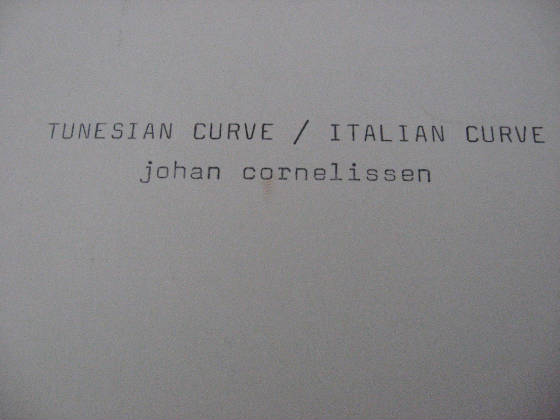 TUNESIAN CURVE / ITALIAN CURVE
johan cornelissen